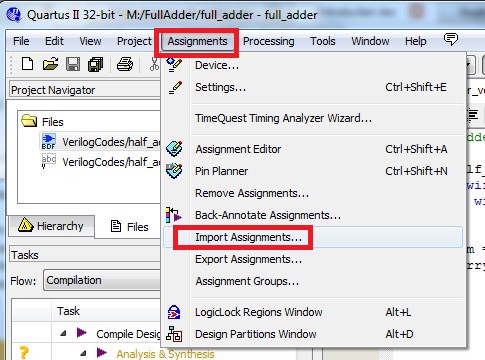 Quartus II 32-bit - M:/FullAdder/full_adder - full_adder
File Edit View Project Assignments Processing Tools Window Help
Project Navigator
Files
VerilogCodes/half_a
VerilogCodes/half_a
Hierarchy
Files
Tasks
Flow: Compilation
Task
Compile Desig
Analysis & Synthesis
Device...
Settings... Ctrl+Shift+E
TimeQuest Timing Analyzer Wizard...
Assignment Editor Ctrl+Shift+A
Pin Planner Ctrl+Shift+N
Remove Assignments...
Back-Annotate Assignments...
Import Assignments...
Export Assignments...
Assignment Groups...
LogicLock Regions Window Alt+L
Design Partitions Window Alt+D